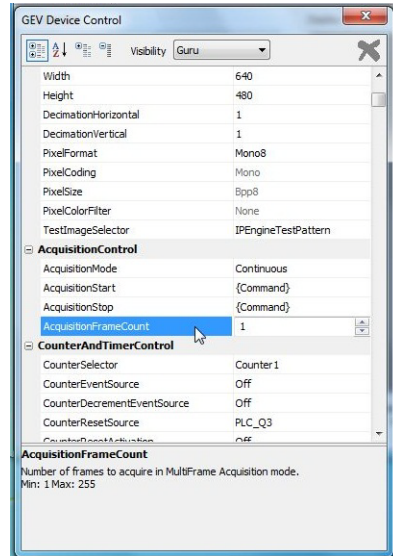 GEV Device Control
Visibility Guru
Width 640
Height 480
DecimationHorizontal 1
DecimationVertical 1
PixelFormat Mono8
PixelCoding Mono
PixelSize Bpp8
PixelColorFilter None
TestImageSelector IPEngineTestPattern
AcquisitionControl
AcquisitionMode Continuous
AcquisitionStart {Command}
AcquisitionStop {Command}
AcquisitionFrameCount 1
CounterAndTimerControl
CounterSelector Counter1
CounterEventSource Off
CounterDecrementEventSource Off
CounterResetSource PLC_Q3
CounterResetActivation Off
AcquisitionFrameCount
Number of frames to acquire in MultiFrame Acquisition mode.
Min: 1 Max: 255